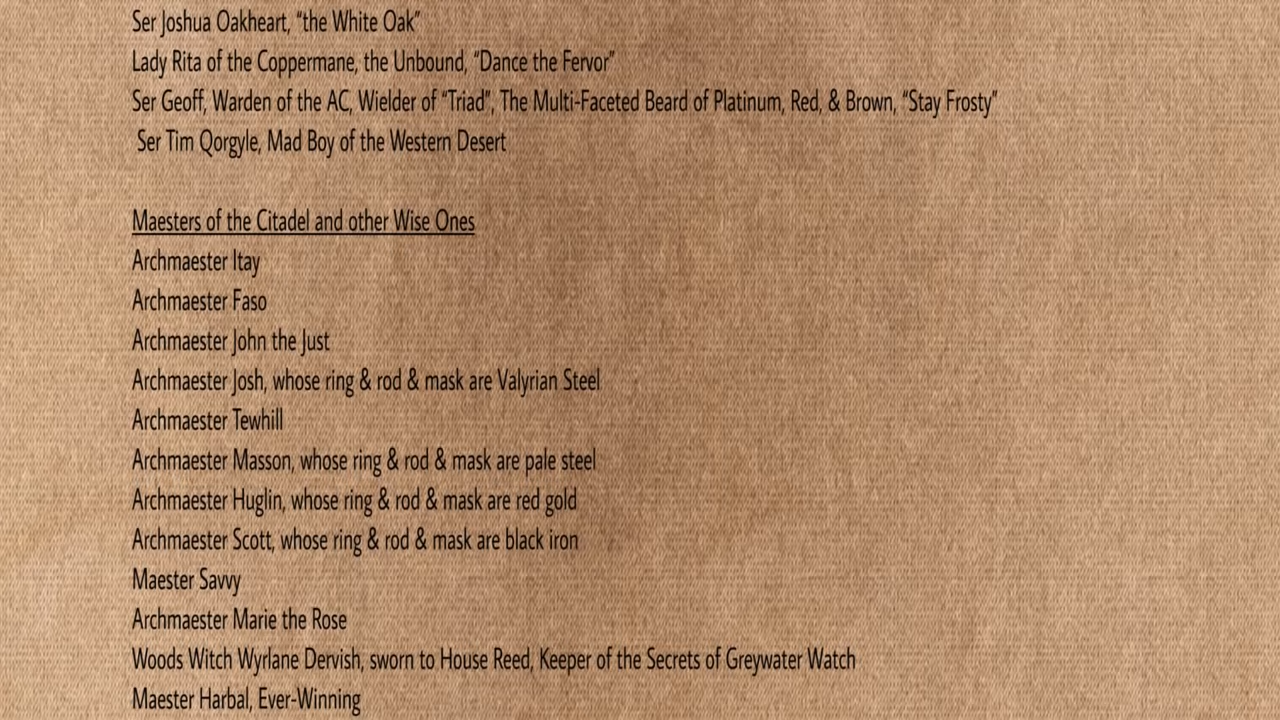 Ser Joshua Oakheart, “the White Oak”
Lady Rita of the Coppermane, the Unbound, “Dance the Fervor”
Ser Geoff, Warden of the AC, Wielder of “Triad”, The Multi-Faceted Beard of Platinum, Red, & Brown, “Stay Frosty”
Ser Tim Qorgyle, Mad Boy of the Western Desert
Maesters of the Citadel and other Wise Ones
Archmaester Itay
Archmaester Faso
Archmaester John the Just
Archmaester Josh, whose ring & rod & mask are Valyrian Steel
Archmaester Tewhill
Archmaester Masson, whose ring & rod & mask are pale steel
Archmaester Huglin, whose ring & rod & mask are red gold
Archmaester Scott, whose ring & rod & mask are black iron
Maester Savvy
Archmaester Marie the Rose
Woods Witch Wyrlane Dervish, sworn to House Reed, Keeper of the Secrets of Greywater Watch
Maester Harbal, Ever-Winning